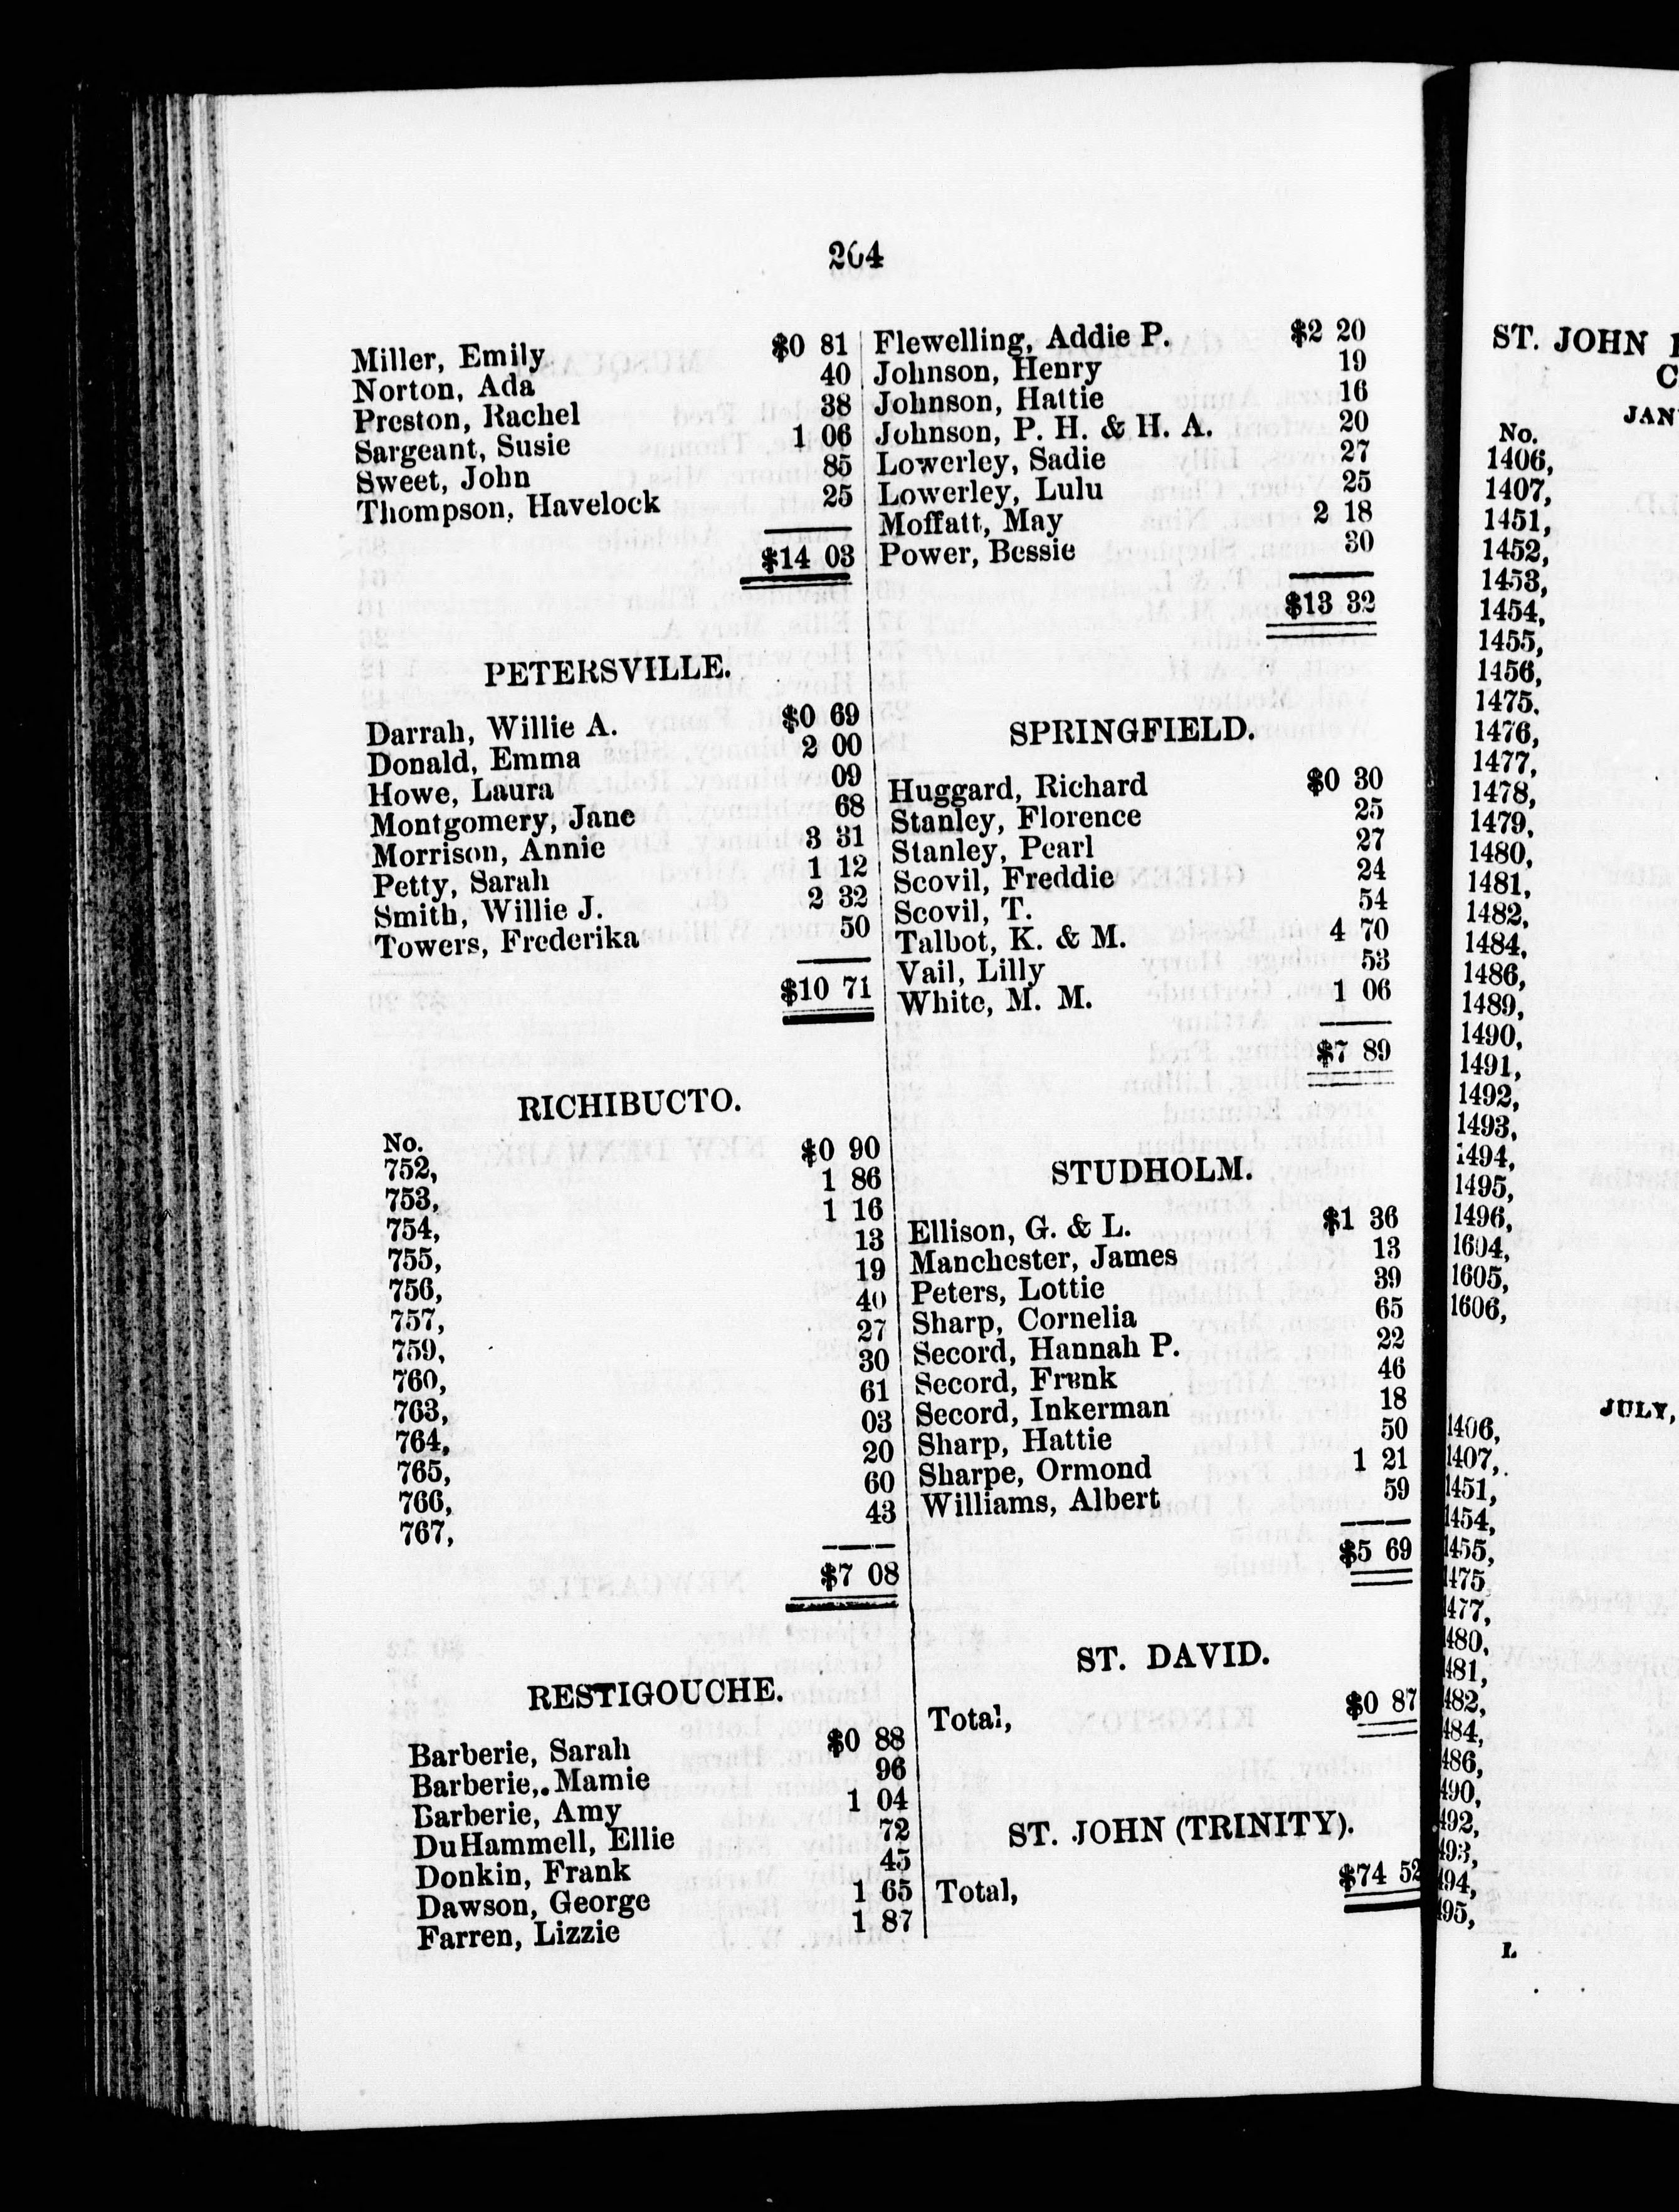 204
Miller, Emily $0 81
Norton, Ada 40
Preston, Rachel 38
Sargeant, Susie 1 06
Sweet, John 85
Thompson, Havelock 25
$14 03
PETERSVILLE.
Darrah, Willie A. $0 69
Donald, Emma 2 00
Howe, Laura 09
Montgomery, Jane 68
Morrison, Annie 3 31
Petty, Sarah 1 12
Smith, Willie J. 2 32
Towers, Frederika 50
$10 71
RICHIBUCTO.
No.
752, $0 90
753, 1 86
754, 1 16
755, 13
756, 19
757, 40
759, 27
760, 30
763, 61
764, 03
765, 20
766, 60
767, 43
$7 08
RESTIGOUCHE.
Barberie, Sarah $0 88
Barberie, Mamie 96
Barberie, Amy 1 04
DuHammell, Ellie 72
Donkin, Frank 45
Dawson, George 1 65
Farren, Lizzie 1 87
Flewelling, Addie P. $2 20
Johnson, Henry 19
Johnson, Hattie 16
Johnson, P. H. & H. A. 20
Lowerley, Sadie 27
Lowerley, Lulu 25
Moffatt, May 2 18
Power, Bessie 30
$13 32
SPRINGFIELD.
Huggard, Richard $0 30
Stanley, Florence 25
Stanley, Pearl 27
Scovil, Freddie 24
Scovil, T. 54
Talbot, K. & M. 4 70
Vail, Lilly 53
White, M. M. 1 06
$7 89
STUDHOLM.
Ellison, G. & L. $1 36
Manchester, James 13
Peters, Lottie 39
Sharp, Cornelia 65
Secord, Hannah P. 22
Secord, Frank 46
Secord, Inkerman 18
Sharp, Hattie 50
Sharpe, Ormond 1 21
Williams, Albert 59
$5 69
ST. DAVID.
Total, $0 87
ST. JOHN (TRINITY).
Total, $74 52
ST. JOHN
C
JAN
No.
1406,
1407,
1451,
1452,
1453,
1454,
1455,
1456,
1475,
1476,
1477,
1478,
1479,
1480,
1481,
1482,
1484,
1486,
1489,
1490,
1491,
1492,
1493,
1494,
1495,
1496,
1604,
1605,
1606,
JULY,
1406,
1407,
1451,
1454,
1455,
1475
477,
480,
481,
482,
484,
486,
490,
492,
493,
494,
495,
L